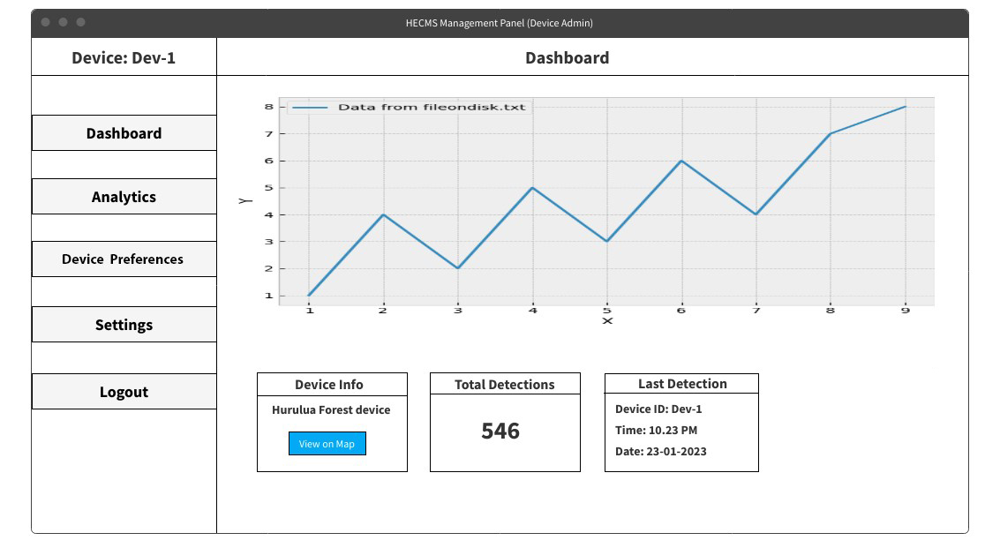 HECMS Management Panel (Device Admin)
Device: Dev-1
Dashboard
Dashboard
Analytics
Device Preferences
Settings
Logout
Data from fileondisk.txt
8
7
6
5
4
3
2
1
Y
1 2 3 4 5 6 7 8 9
X
Device Info
Hurulua Forest device
View on Map
Total Detections
546
Last Detection
Device ID: Dev-1
Time: 10.23 PM
Date: 23-01-2023